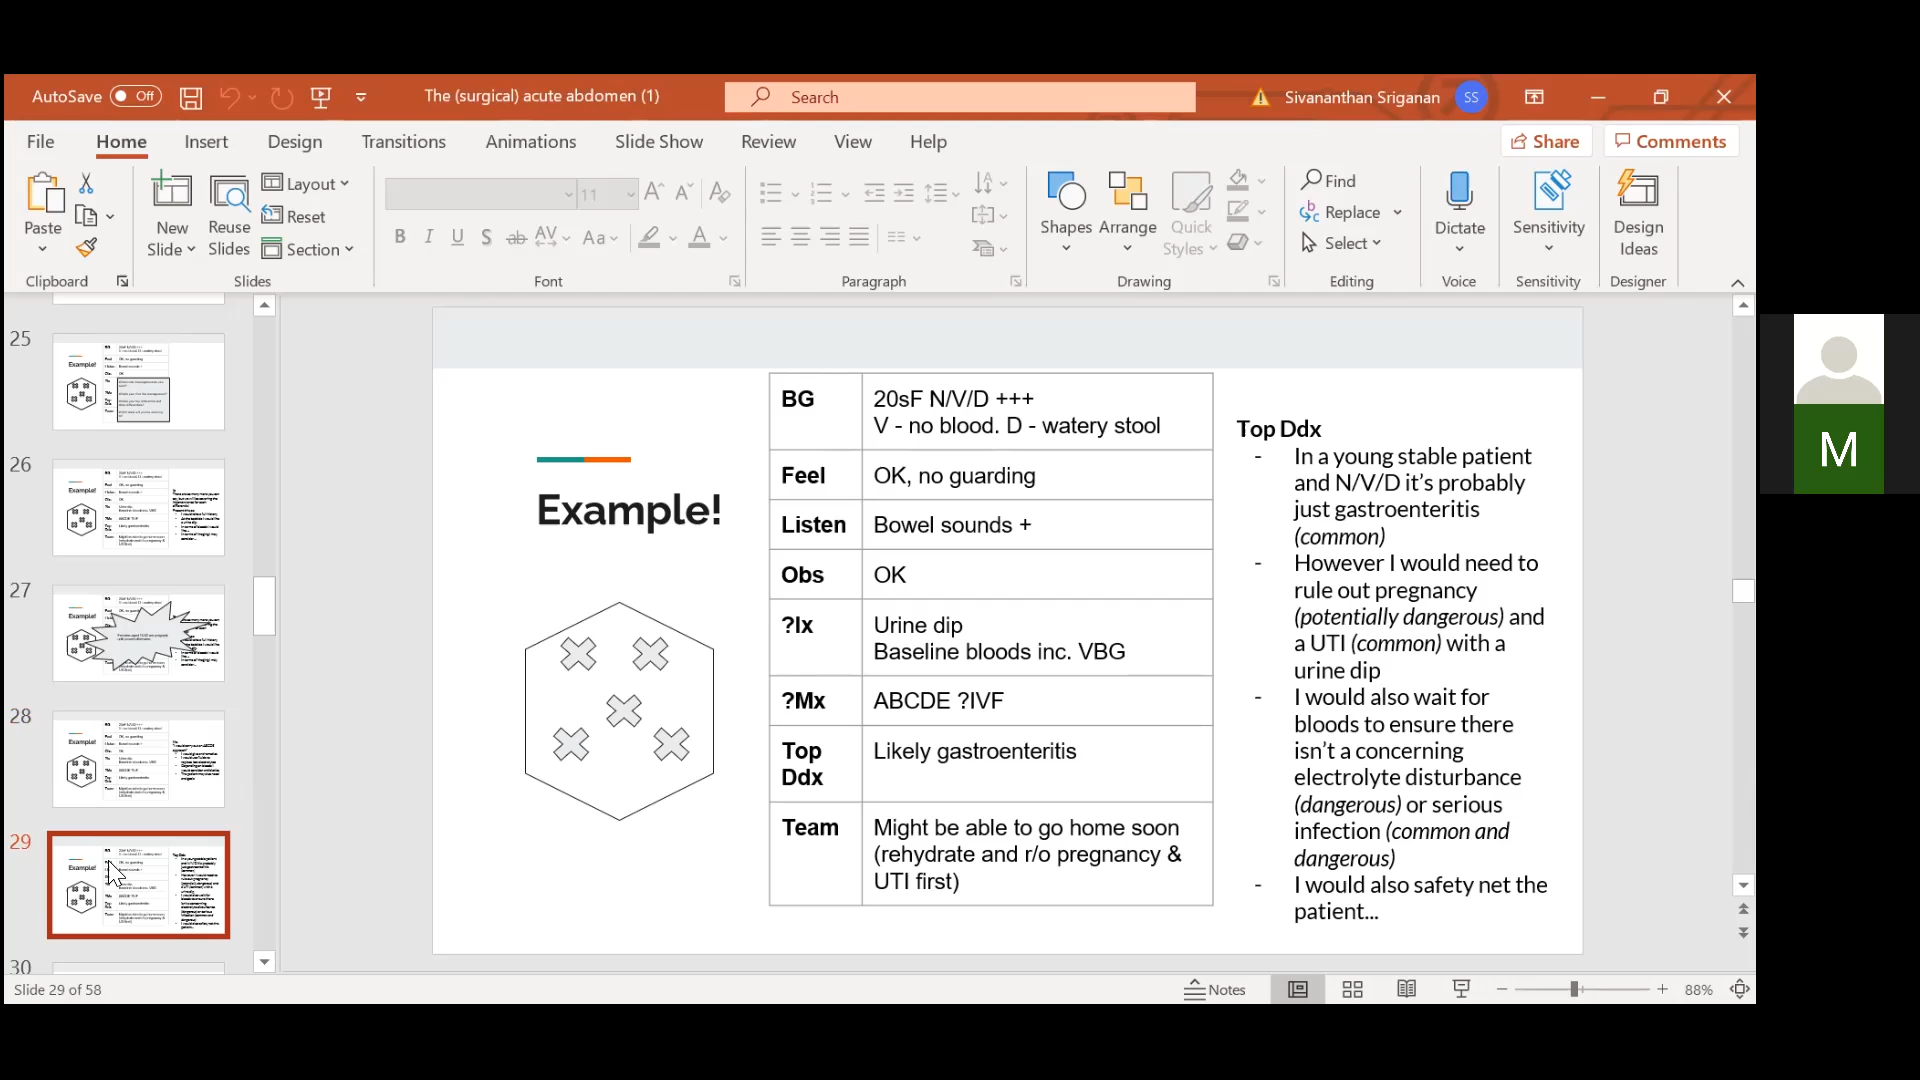 AutoSave Off
The (surgical) acute abdomen (1)
Search
Sivananthan Sriganan
SS
File Home Insert Design Transitions Animations Slide Show Review View Help
Share Comments
Paste
New Slide
Reuse Slides
Layout
Reset
Section
11
Find
Replace
Select
Shapes
Arrange
Quick Styles
Dictate
Sensitivity
Design Ideas
Clipboard Slides Font Paragraph Drawing Editing Voice Sensitivity Designer
25
Example!
26
Example!
27
Example!
28
Example!
29
Example!
30
Example!
BG
20sF N/V/D +++
V - no blood. D - watery stool
Feel
OK, no guarding
Listen
Bowel sounds +
Obs
OK
?Ix
Urine dip
Baseline bloods inc. VBG
?Mx
ABCDE ?IVF
Top
Ddx
Likely gastroenteritis
Team
Might be able to go home soon
(rehydrate and r/o pregnancy &
UTI first)
Top Ddx
- In a young stable patient
and N/V/D it's probably
just gastroenteritis
(common)
- However I would need to
rule out pregnancy
(potentially dangerous) and
a UTI (common) with a
urine dip
- I would also wait for
bloods to ensure there
isn't a concerning
electrolyte disturbance
(dangerous) or serious
infection (common and
dangerous)
- I would also safety net the
patient...
M
Slide 29 of 58
Notes
88%